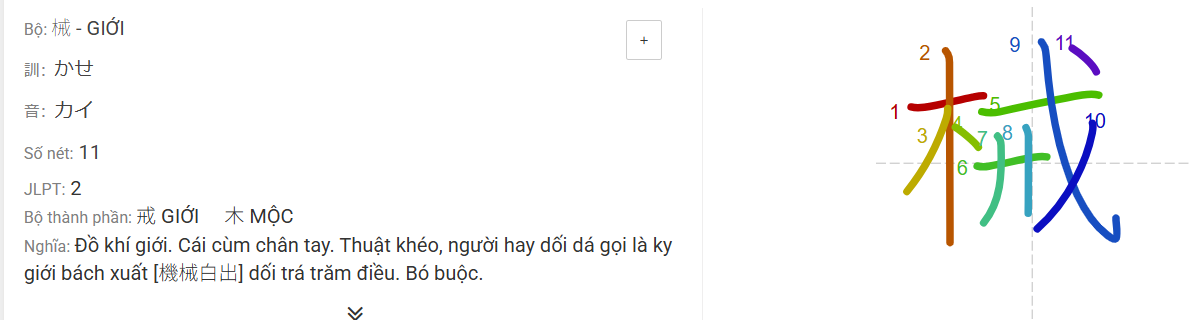 Bộ: 械 - GIỚI
+
訓: かせ
音: カイ
Số nét: 11
JLPT: 2
Bộ thành phần: 戒 GIỚI 木 MỘC
Nghĩa: Đồ khí giới. Cái cùm chân tay. Thuật khéo, người hay dối dá gọi là ky
giới bách xuất [機械白出] dối trá trăm điều. Bó buộc.
械
1
2
3
4
5
6
7
8
9
10
11